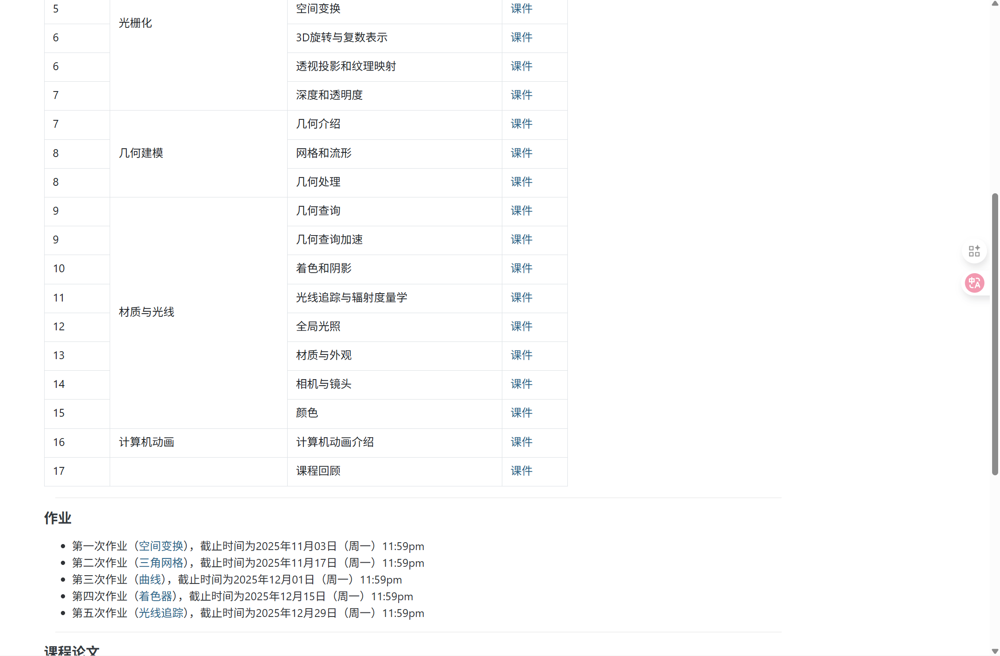 5 空间变换 课件
光栅化
6 3D旋转与复数表示 课件
6 透视投影和纹理映射 课件
7 深度和透明度 课件
7 几何介绍 课件
8 几何建模 网格和流形 课件
8 几何处理 课件
9 几何查询 课件
9 几何查询加速 课件
10 着色和阴影 课件
11 光线追踪与辐射度量学 课件
材质与光线
12 全局光照 课件
13 材质与外观 课件
14 相机与镜头 课件
15 颜色 课件
16 计算机动画 计算机动画介绍 课件
17 课程回顾 课件
作业
第一次作业（空间变换），截止时间为2025年11月03日（周一）11:59pm
第二次作业（三角网格），截止时间为2025年11月17日（周一）11:59pm
第三次作业（曲线），截止时间为2025年12月01日（周一）11:59pm
第四次作业（着色器），截止时间为2025年12月15日（周一）11:59pm
第五次作业（光线追踪），截止时间为2025年12月29日（周一）11:59pm
课程论文
中A